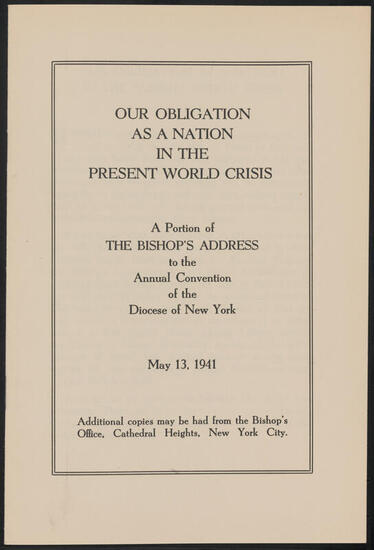 OUR OBLIGATION
AS A NATION
IN THE
PRESENT WORLD CRISIS
A Portion of
THE BISHOP'S ADDRESS
to the
Annual Convention
of the
Diocese of New York
May 13, 1941
Additional copies may be had from the Bishop's
Office, Cathedral Heights, New York City.